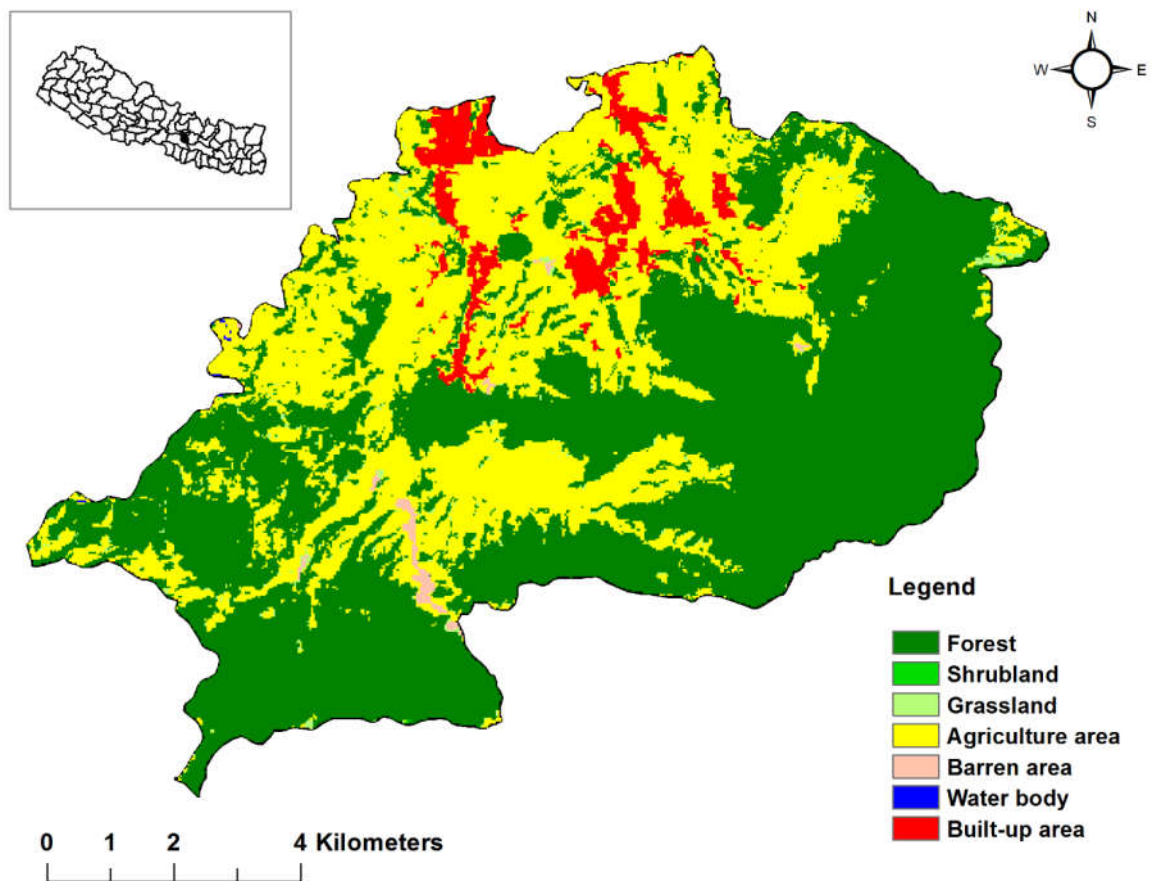 N
W E
S
Legend
Forest
Shrubland
Grassland
Agriculture area
Barren area
Water body
Built-up area
0 1 2 4 Kilometers